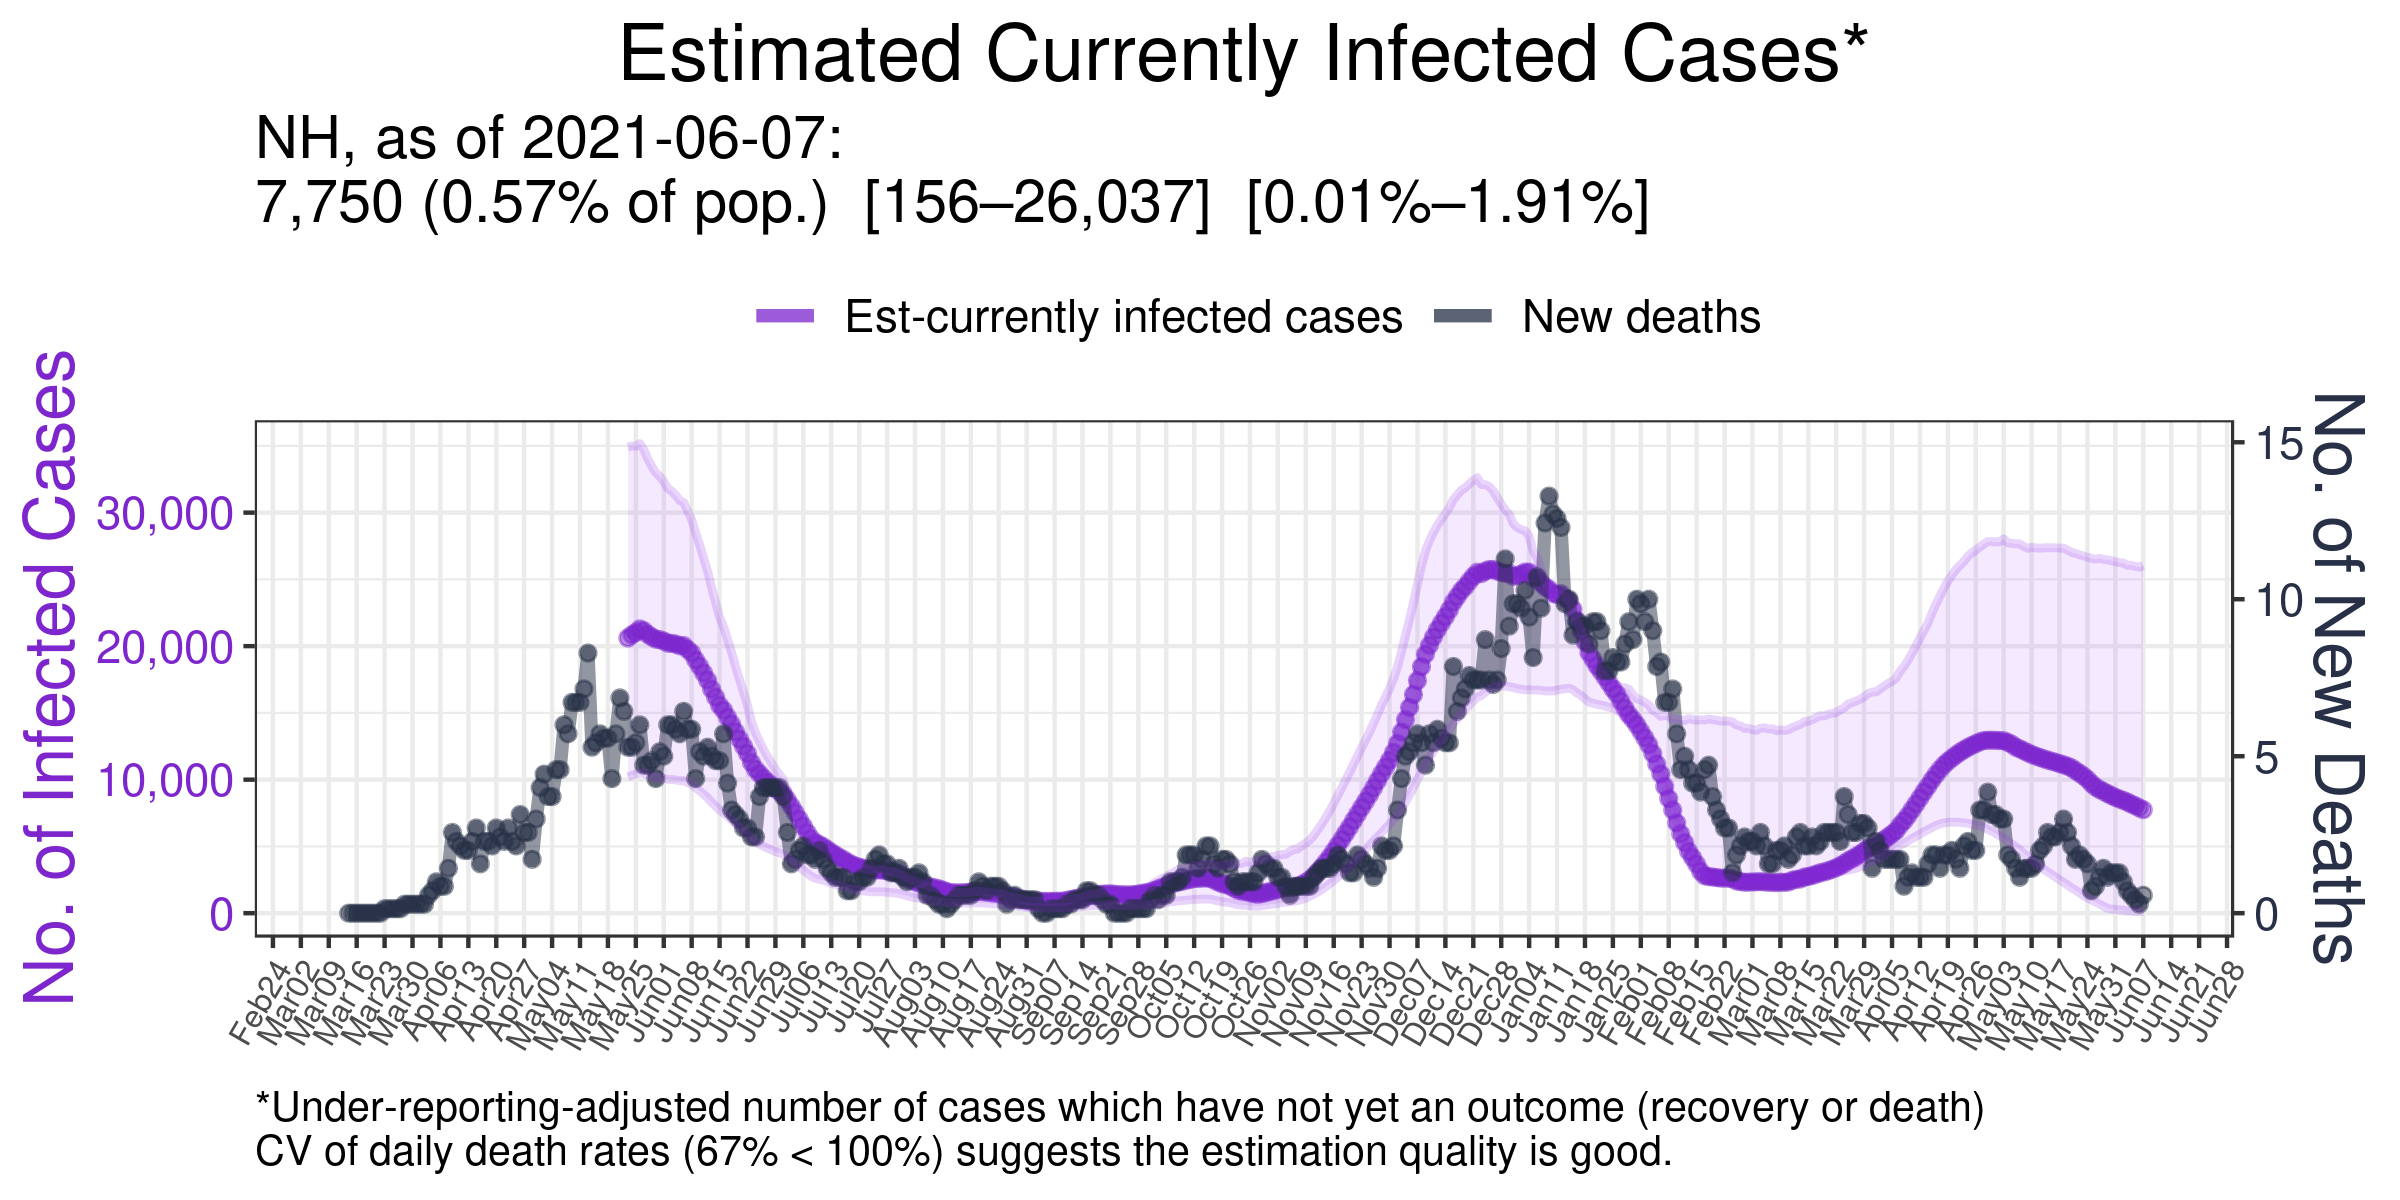 Estimated Currently Infected Cases*
NH, as of 2021-06-07:
7,750 (0.57% of pop.)  [156–26,037]  [0.01%–1.91%]
Est-currently infected cases
New deaths
No. of Infected Cases
30,000
20,000
10,000
0
15
10
5
0
No. of New Deaths
Feb24
Mar02
Mar09
Mar16
Mar23
Mar30
Apr06
Apr13
Apr20
Apr27
May04
May11
May18
May25
Jun01
Jun08
Jun15
Jun22
Jun29
Jul06
Jul13
Jul20
Jul27
Aug03
Aug10
Aug17
Aug24
Aug31
Sep07
Sep14
Sep21
Sep28
Oct05
Oct12
Oct19
Oct26
Nov02
Nov09
Nov16
Nov23
Nov30
Dec07
Dec14
Dec21
Dec28
Jan04
Jan11
Jan18
Jan25
Feb01
Feb08
Feb15
Feb22
Mar01
Mar08
Mar15
Mar22
Mar29
Apr05
Apr12
Apr19
Apr26
May03
May10
May17
May24
May31
Jun07
Jun14
Jun21
Jun28
*Under-reporting-adjusted number of cases which have not yet an outcome (recovery or death)
CV of daily death rates (67% < 100%) suggests the estimation quality is good.